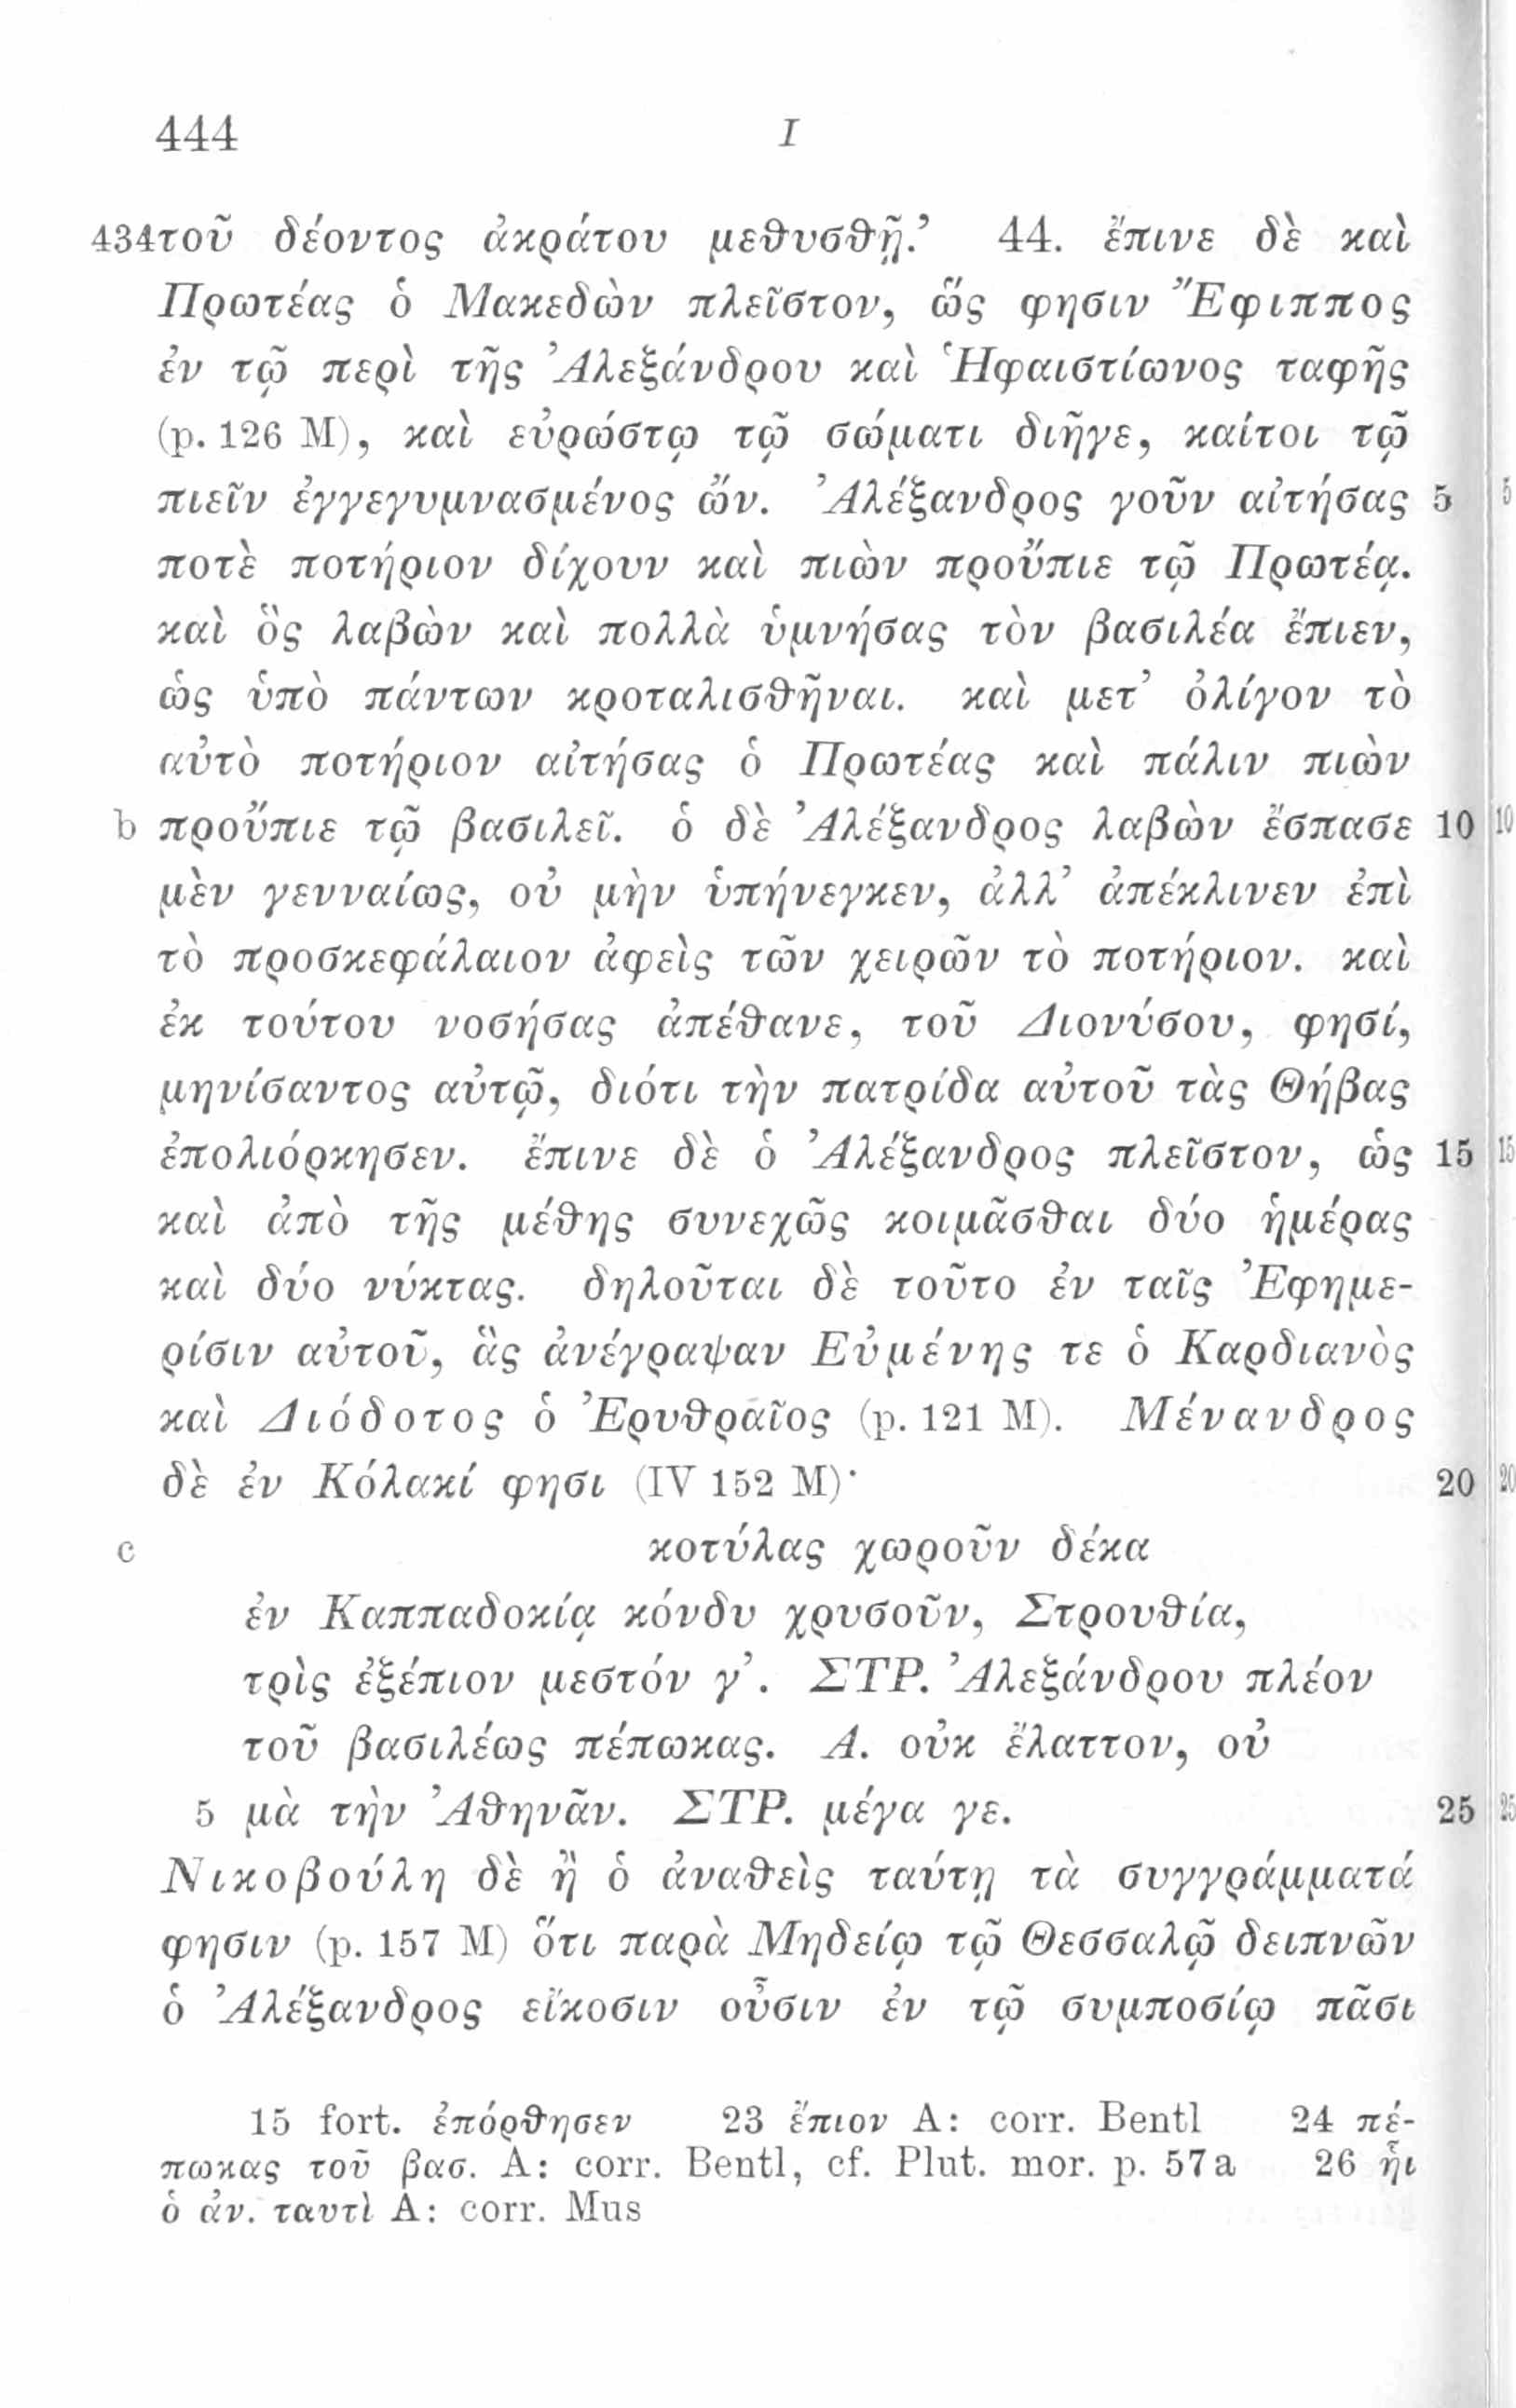 444 I
434 τοῦ δέοντος ἀκράτου μεθυσθῇ.’ 44. ἔπινε δὲ καὶ
Πρωτέας ὁ Μακεδὼν πλεῖστον, ὥς φησιν Ἔφιππος
ἐν τῷ περὶ τῆς Ἀλεξάνδρου καὶ Ἡφαιστίωνος ταφῆς
(p. 126 M), καὶ εὐρώστῳ τῷ σώματι διῆγε, καίτοι τῷ
πιεῖν ἐγγεγυμνασμένος ὤν. Ἀλέξανδρος γοῦν αἰτήσας 5
ποτὲ ποτήριον δίχουν καὶ πιὼν προὔπιε τῷ Πρωτέᾳ.
καὶ ὃς λαβὼν καὶ πολλὰ ὑμνήσας τὸν βασιλέα ἔπιεν,
ὡς ὑπὸ πάντων κροταλισθῆναι. καὶ μετ’ ὀλίγον τὸ
αὐτὸ ποτήριον αἰτήσας ὁ Πρωτέας καὶ πάλιν πιὼν
b προὔπιε τῷ βασιλεῖ. ὁ δὲ Ἀλέξανδρος λαβὼν ἔσπασε 10
μὲν γενναίως, οὐ μὴν ὑπήνεγκεν, ἀλλ’ ἀπέκλινεν ἐπὶ
τὸ προσκεφάλαιον ἀφεὶς τῶν χειρῶν τὸ ποτήριον. καὶ
ἐκ τούτου νοσήσας ἀπέθανε, τοῦ Διονύσου, φησί,
μηνίσαντος αὐτῷ, διότι τὴν πατρίδα αὐτοῦ τὰς Θήβας
ἐπολιόρκησεν. ἔπινε δὲ ὁ Ἀλέξανδρος πλεῖστον, ὡς 15
καὶ ἀπὸ τῆς μέθης συνεχῶς κοιμᾶσθαι δύο ἡμέρας
καὶ δύο νύκτας. δηλοῦται δὲ τοῦτο ἐν ταῖς Ἐφημε-
ρίσιν αὐτοῦ, ἃς ἀνέγραψαν Εὐμένης τε ὁ Καρδιανὸς
καὶ Διόδοτος ὁ Ἐρυθραῖος (p. 121 M). Μένανδρος
δὲ ἐν Κόλακί φησι (IV 152 M)· 20
c κοτύλας χωροῦν δέκα
ἐν Καππαδοκίᾳ κόνδυ χρυσοῦν, Στρουθία,
τρὶς ἐξέπιον μεστόν γ’. ΣΤΡ. Ἀλεξάνδρου πλέον
τοῦ βασιλέως πέπωκας. Α. οὐκ ἔλαττον, οὐ
5 μὰ τὴν Ἀθηνᾶν. ΣΤΡ. μέγα γε. 25
Νικοβούλη δὲ ἢ ὁ ἀναθεὶς ταύτῃ τὰ συγγράμματά
φησιν (p. 157 M) ὅτι παρὰ Μηδείῳ τῷ Θεσσαλῷ δειπνῶν
ὁ Ἀλέξανδρος εἴκοσιν οὖσιν ἐν τῷ συμποσίῳ πᾶσι
15 fort. ἐπόρθησεν 23 ἔπιον A: corr. Bentl 24 πέ-
πωκας τοῦ βασ. A: corr. Bentl, cf. Plut. mor. p. 57a 26 ἧι
ὁ ἀν. ταυτὶ A: corr. Mus